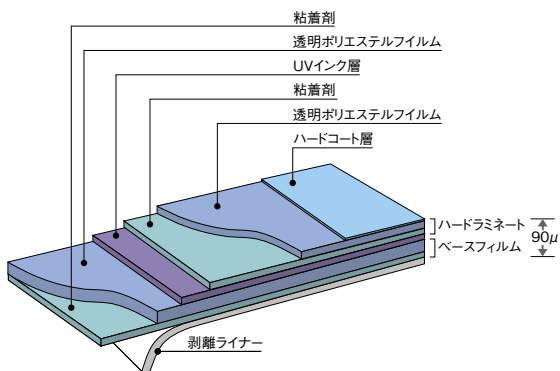 粘着剤
透明ポリエステルフイルム
UVインク層
粘着剤
透明ポリエステルフイルム
ハードコート層
ハードラミネート
90μ
ベースフィルム
剥離ライナー